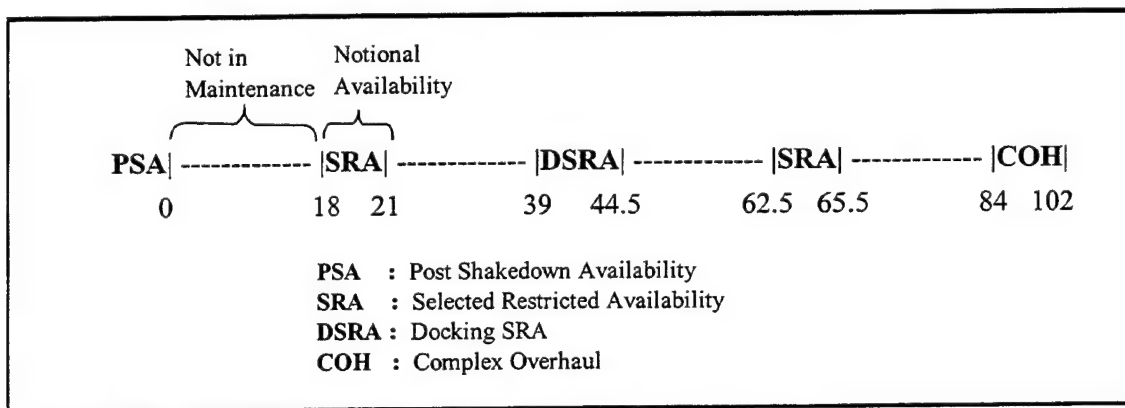 Not in Notional
Maintenance Availability
PSA| ------------- |SRA| ------------- |DSRA| ------------- |SRA| ------------- |COH|
0 18 21 39 44.5 62.5 65.5 84 102
PSA : Post Shakedown Availability
SRA : Selected Restricted Availability
DSRA : Docking SRA
COH : Complex Overhaul